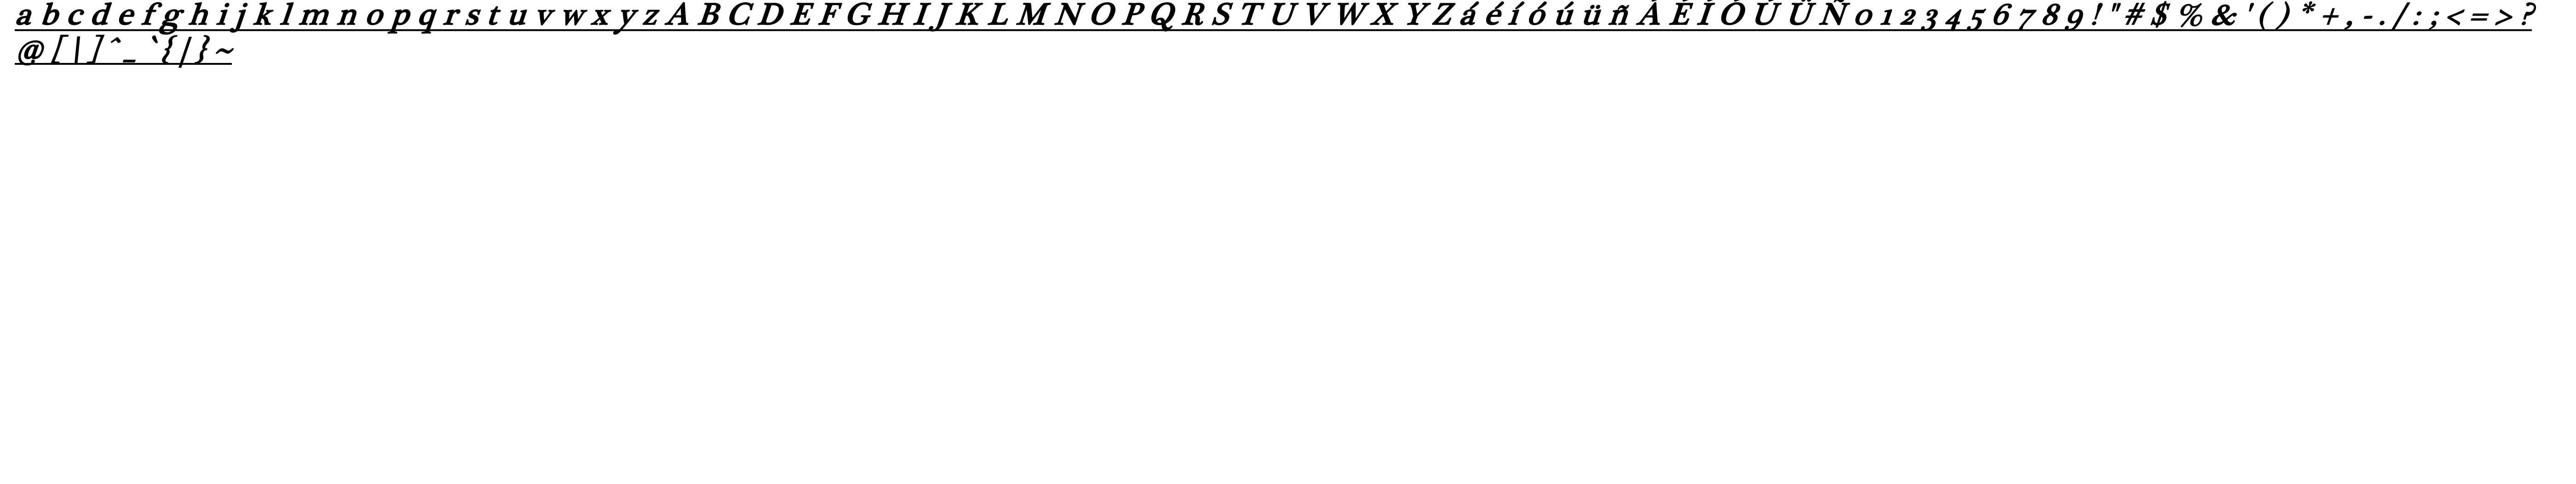 a b c d e f g h i j k l m n o p q r s t u v w x y z A B C D E F G H I J K L M N O P Q R S T U V W X Y Z á é í ó ú ü ñ Á É Í Ó Ú Ü Ñ 0 1 2 3 4 5 6 7 8 9 ! " # $ % & ' ( ) * + , - . / : ; < = > ?
@ [ \ ] ^ _ ` { | } ~